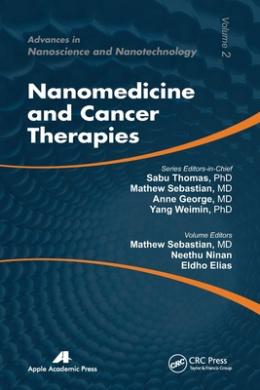 Advances in
Nanoscience and Nanotechnology
Volume 2
Nanomedicine
and Cancer
Therapies
Series Editors-in-Chief
Sabu Thomas, PhD
Mathew Sebastian, MD
Anne George, MD
Yang Weimin, PhD
Volume Editors
Mathew Sebastian, MD
Neethu Ninan
Eldho Elias
Apple Academic Press
CRC Press
Taylor & Francis Group